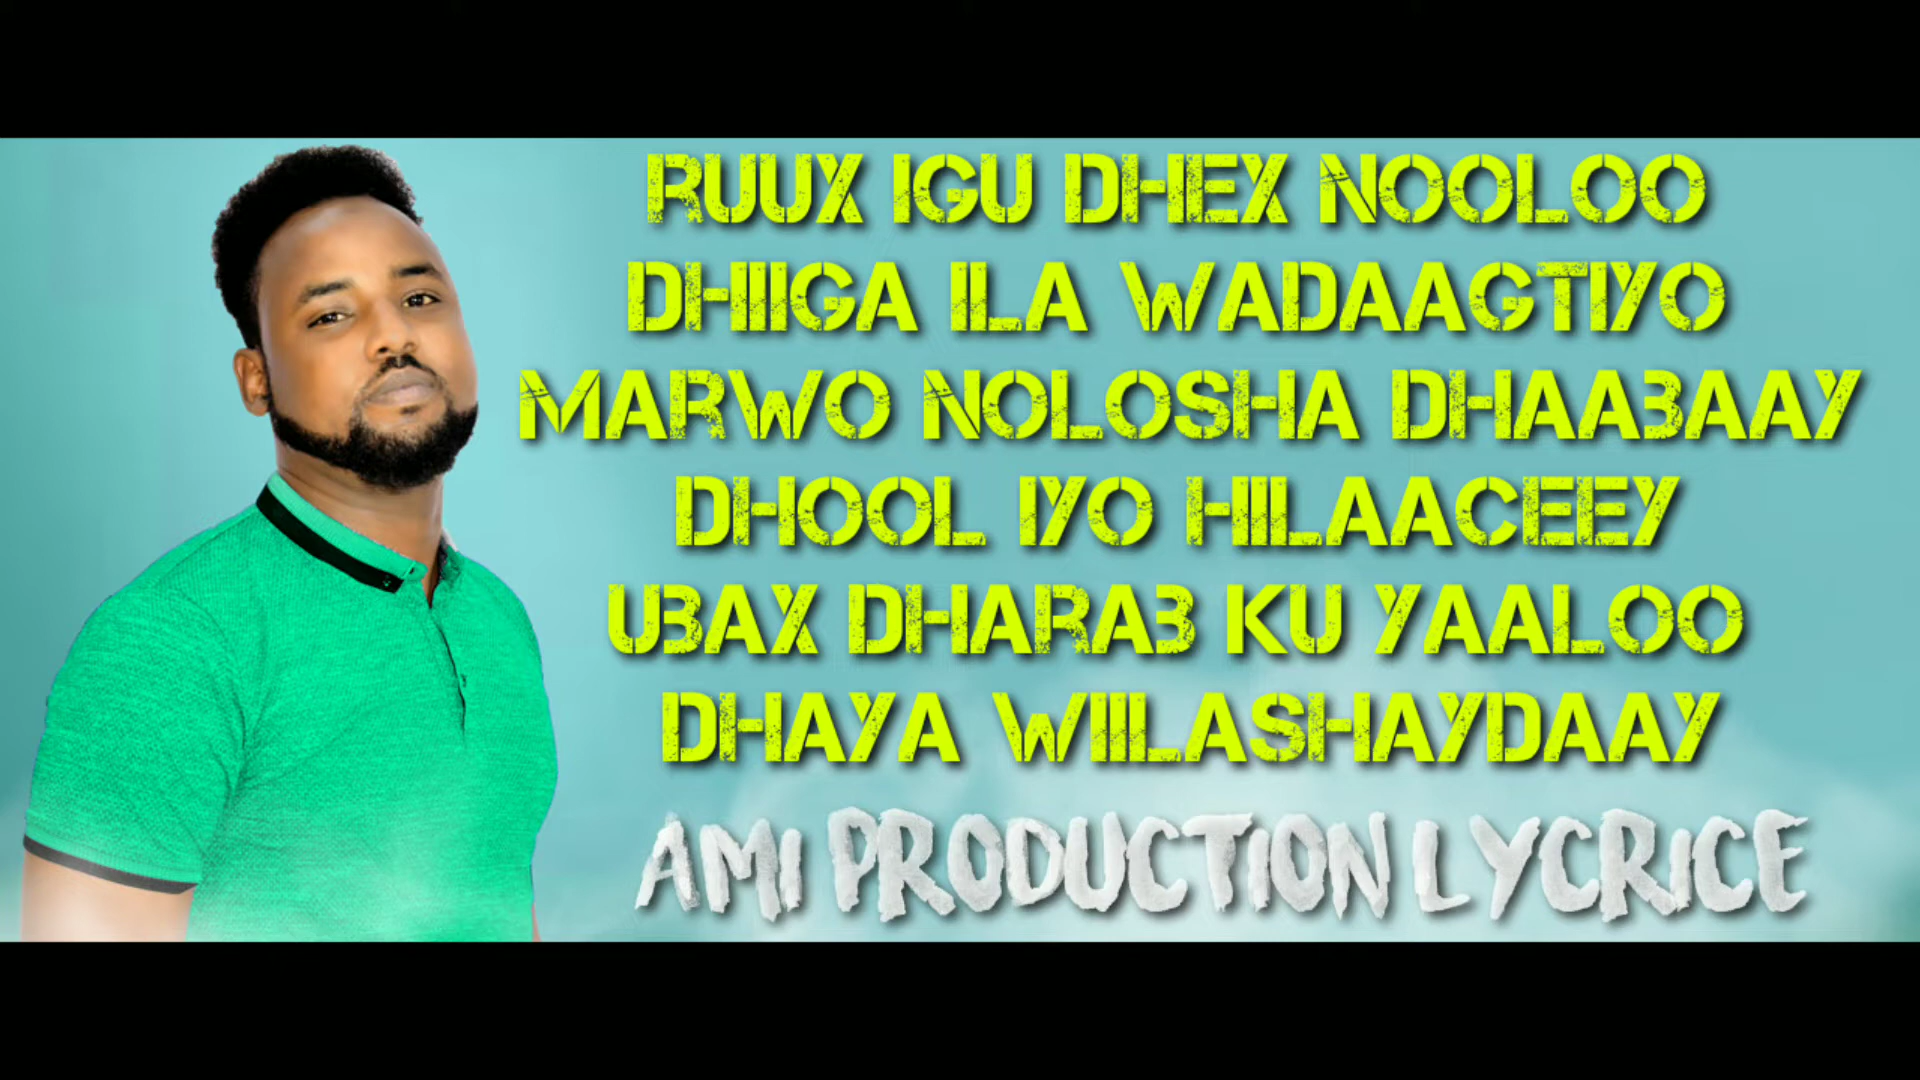 RUUX IGU DHEX NOOLOO
DHIIGA ILA WADAAGTIYO
MARWO NOLOSHA DHAABAAY
DHOOL IYO HILAACEEY
UBAX DHARAB KU YAALOO
DHAYA WIILASHAYDAAY
AMI PRODUCTION LYCRICE